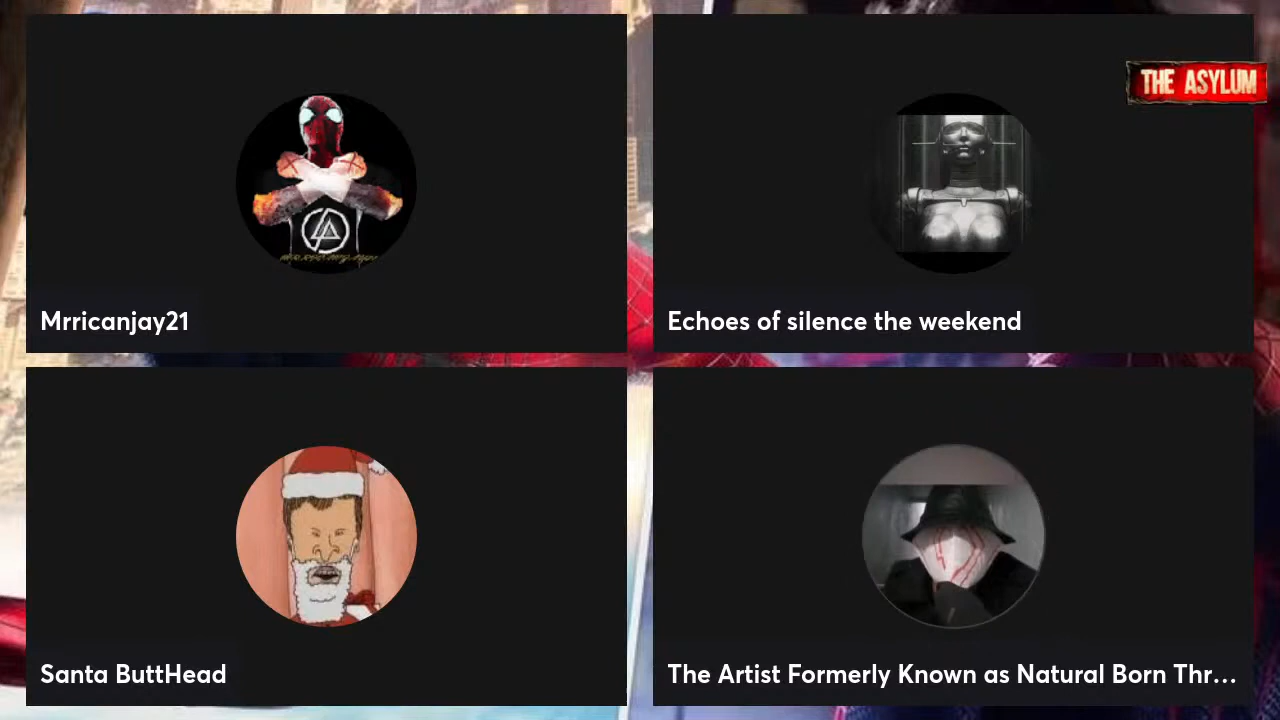 THE ASYLUM
Mrricanjay21
Echoes of silence the weekend
Santa ButtHead
The Artist Formerly Known as Natural Born Thr...